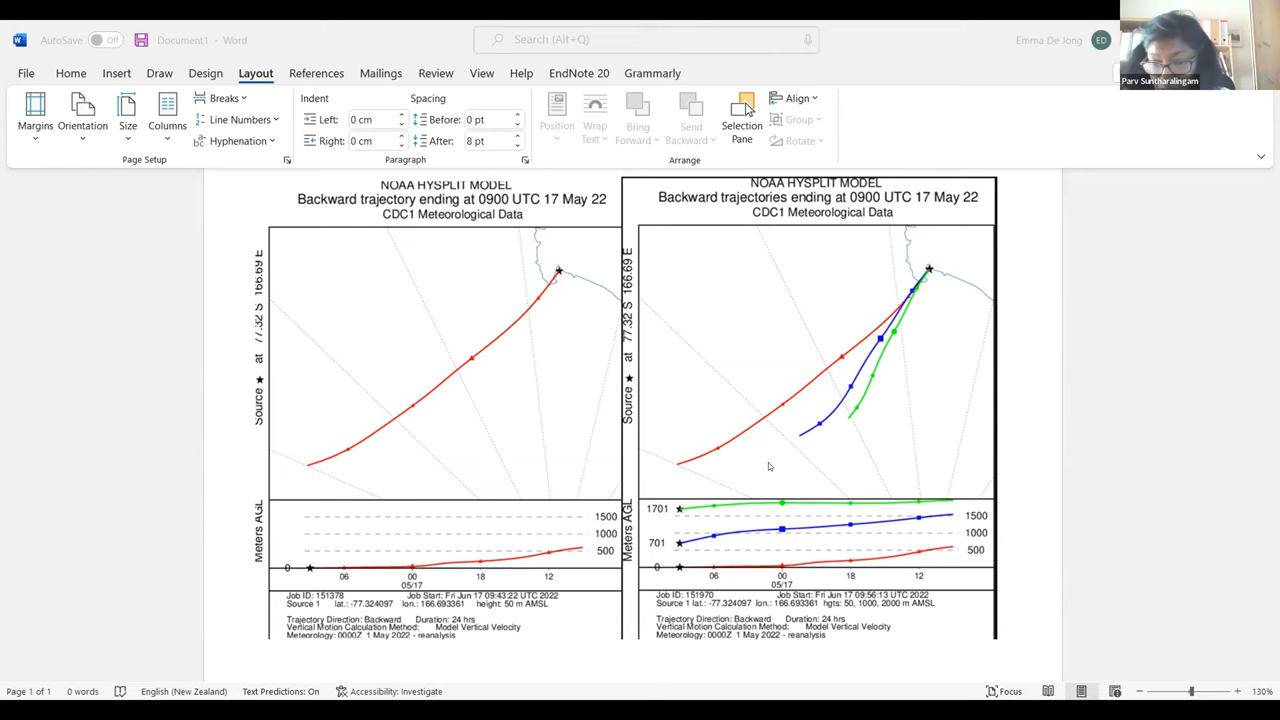 AutoSave Off Document1 - Word Search (Alt+Q) Emma De Jong ED
Parv Suntharalingam
File Home Insert Draw Design Layout References Mailings Review View Help EndNote 20 Grammarly
Margins Orientation Size Columns
Breaks
Line Numbers
Hyphenation
Page Setup
Indent Spacing
Left: 0 cm Before: 0 pt
Right: 0 cm After: 8 pt
Paragraph
Position Wrap Text Bring Forward Send Backward Selection Pane
Align
Group
Rotate
Arrange
NOAA HYSPLIT MODEL
Backward trajectory ending at 0900 UTC 17 May 22
CDC1 Meteorological Data
Source ★ at 77.32 S 166.69 E
Meters AGL
1500
1000
500
0
06 00 18 12
05/17
Job ID: 151378 Job Start: Fri Jun 17 09:43:22 UTC 2022
Source 1 lat.: -77.324097 lon.: 166.693361 height: 50 m AMSL
Trajectory Direction: Backward Duration: 24 hrs
Vertical Motion Calculation Method: Model Vertical Velocity
Meteorology: 0000Z 1 May 2022 - reanalysis
NOAA HYSPLIT MODEL
Backward trajectories ending at 0900 UTC 17 May 22
CDC1 Meteorological Data
Source ★ at 77.32 S 166.69 E
Meters AGL
1701
701
0
1500
1000
500
06 00 18 12
05/17
Job ID: 151970 Job Start: Fri Jun 17 09:56:13 UTC 2022
Source 1 lat.: -77.324097 lon.: 166.693361 hgts: 50, 1000, 2000 m AMSL
Trajectory Direction: Backward Duration: 24 hrs
Vertical Motion Calculation Method: Model Vertical Velocity
Meteorology: 0000Z 1 May 2022 - reanalysis
Page 1 of 1 0 words English (New Zealand) Text Predictions: On Accessibility: Investigate Focus 130%